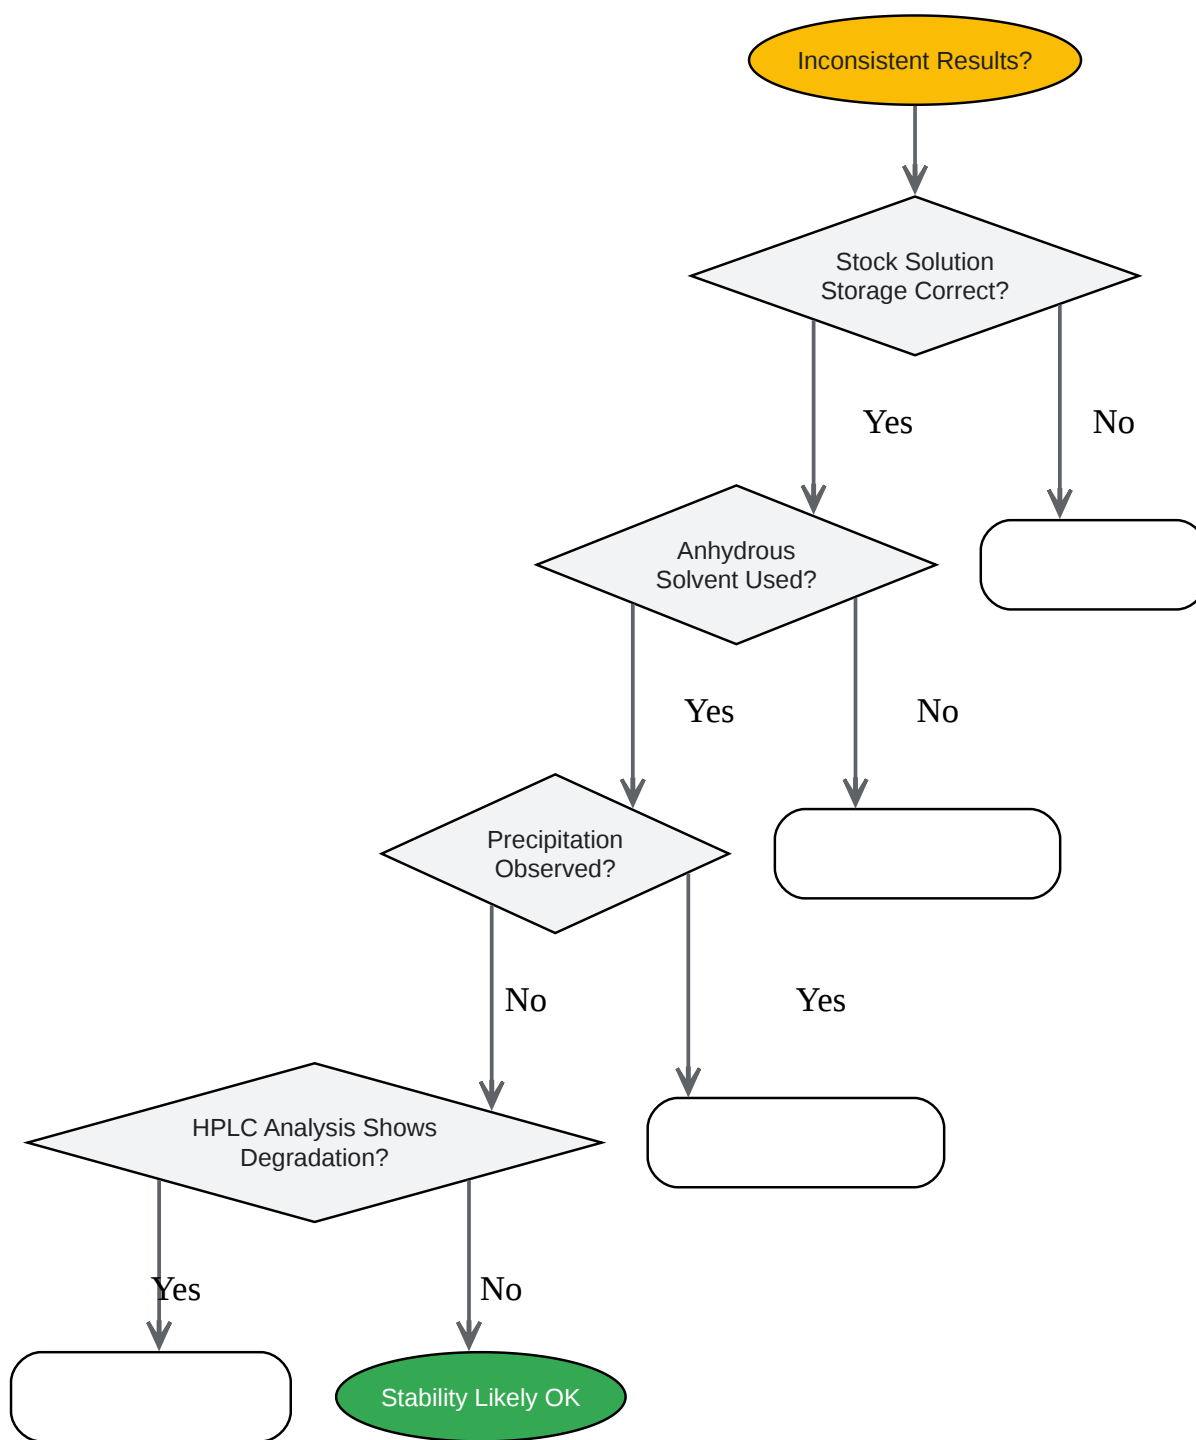 Inconsistent Results?
Stock Solution
Storage Correct?
Yes
No
Anhydrous
Solvent Used?
Yes
No
Precipitation
Observed?
No
Yes
HPLC Analysis Shows
Degradation?
Yes
No
Stability Likely OK